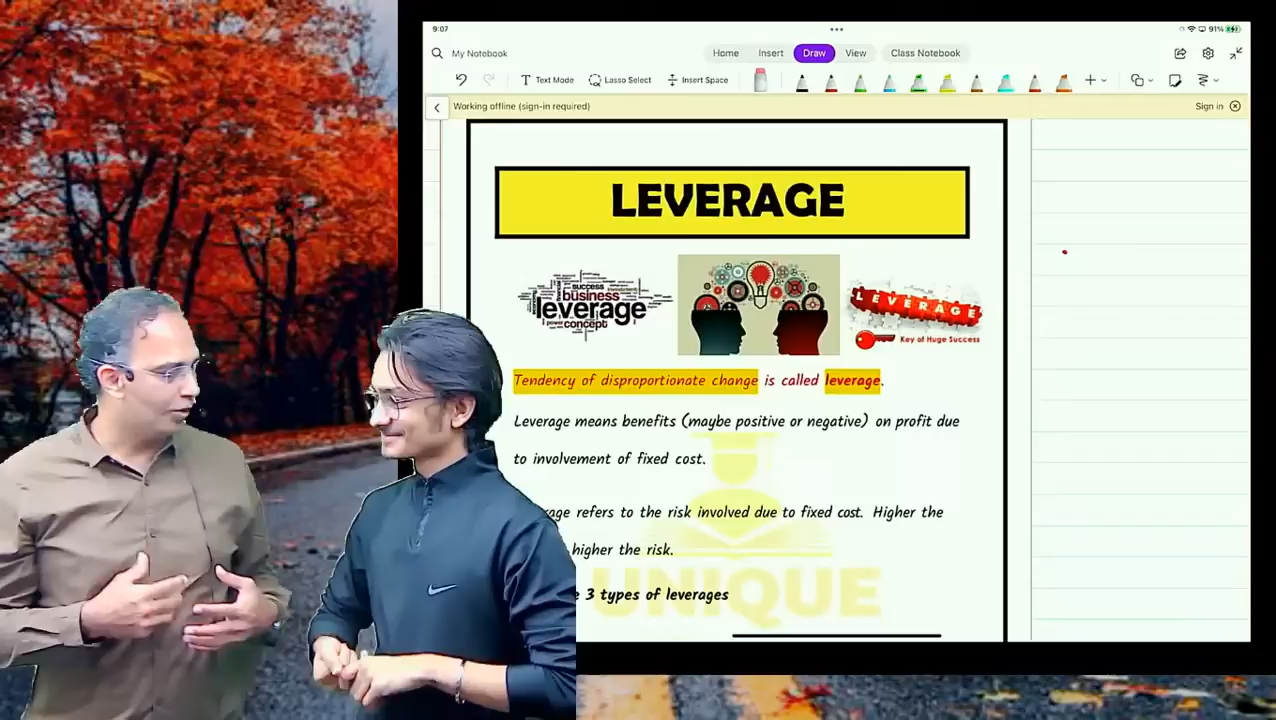 9:07
91%
My Notebook
Home Insert Draw View Class Notebook
Text Mode Lasso Select Insert Space
Working offline (sign-in required) Sign in
LEVERAGE
success
business
leverage
concept
LEVERAGE
Key of Huge Success
Tendency of disproportionate change is called leverage.
Leverage means benefits (maybe positive or negative) on profit due
to involvement of fixed cost.
age refers to the risk involved due to fixed cost. Higher the
higher the risk.
e 3 types of leverages
UNIQUE